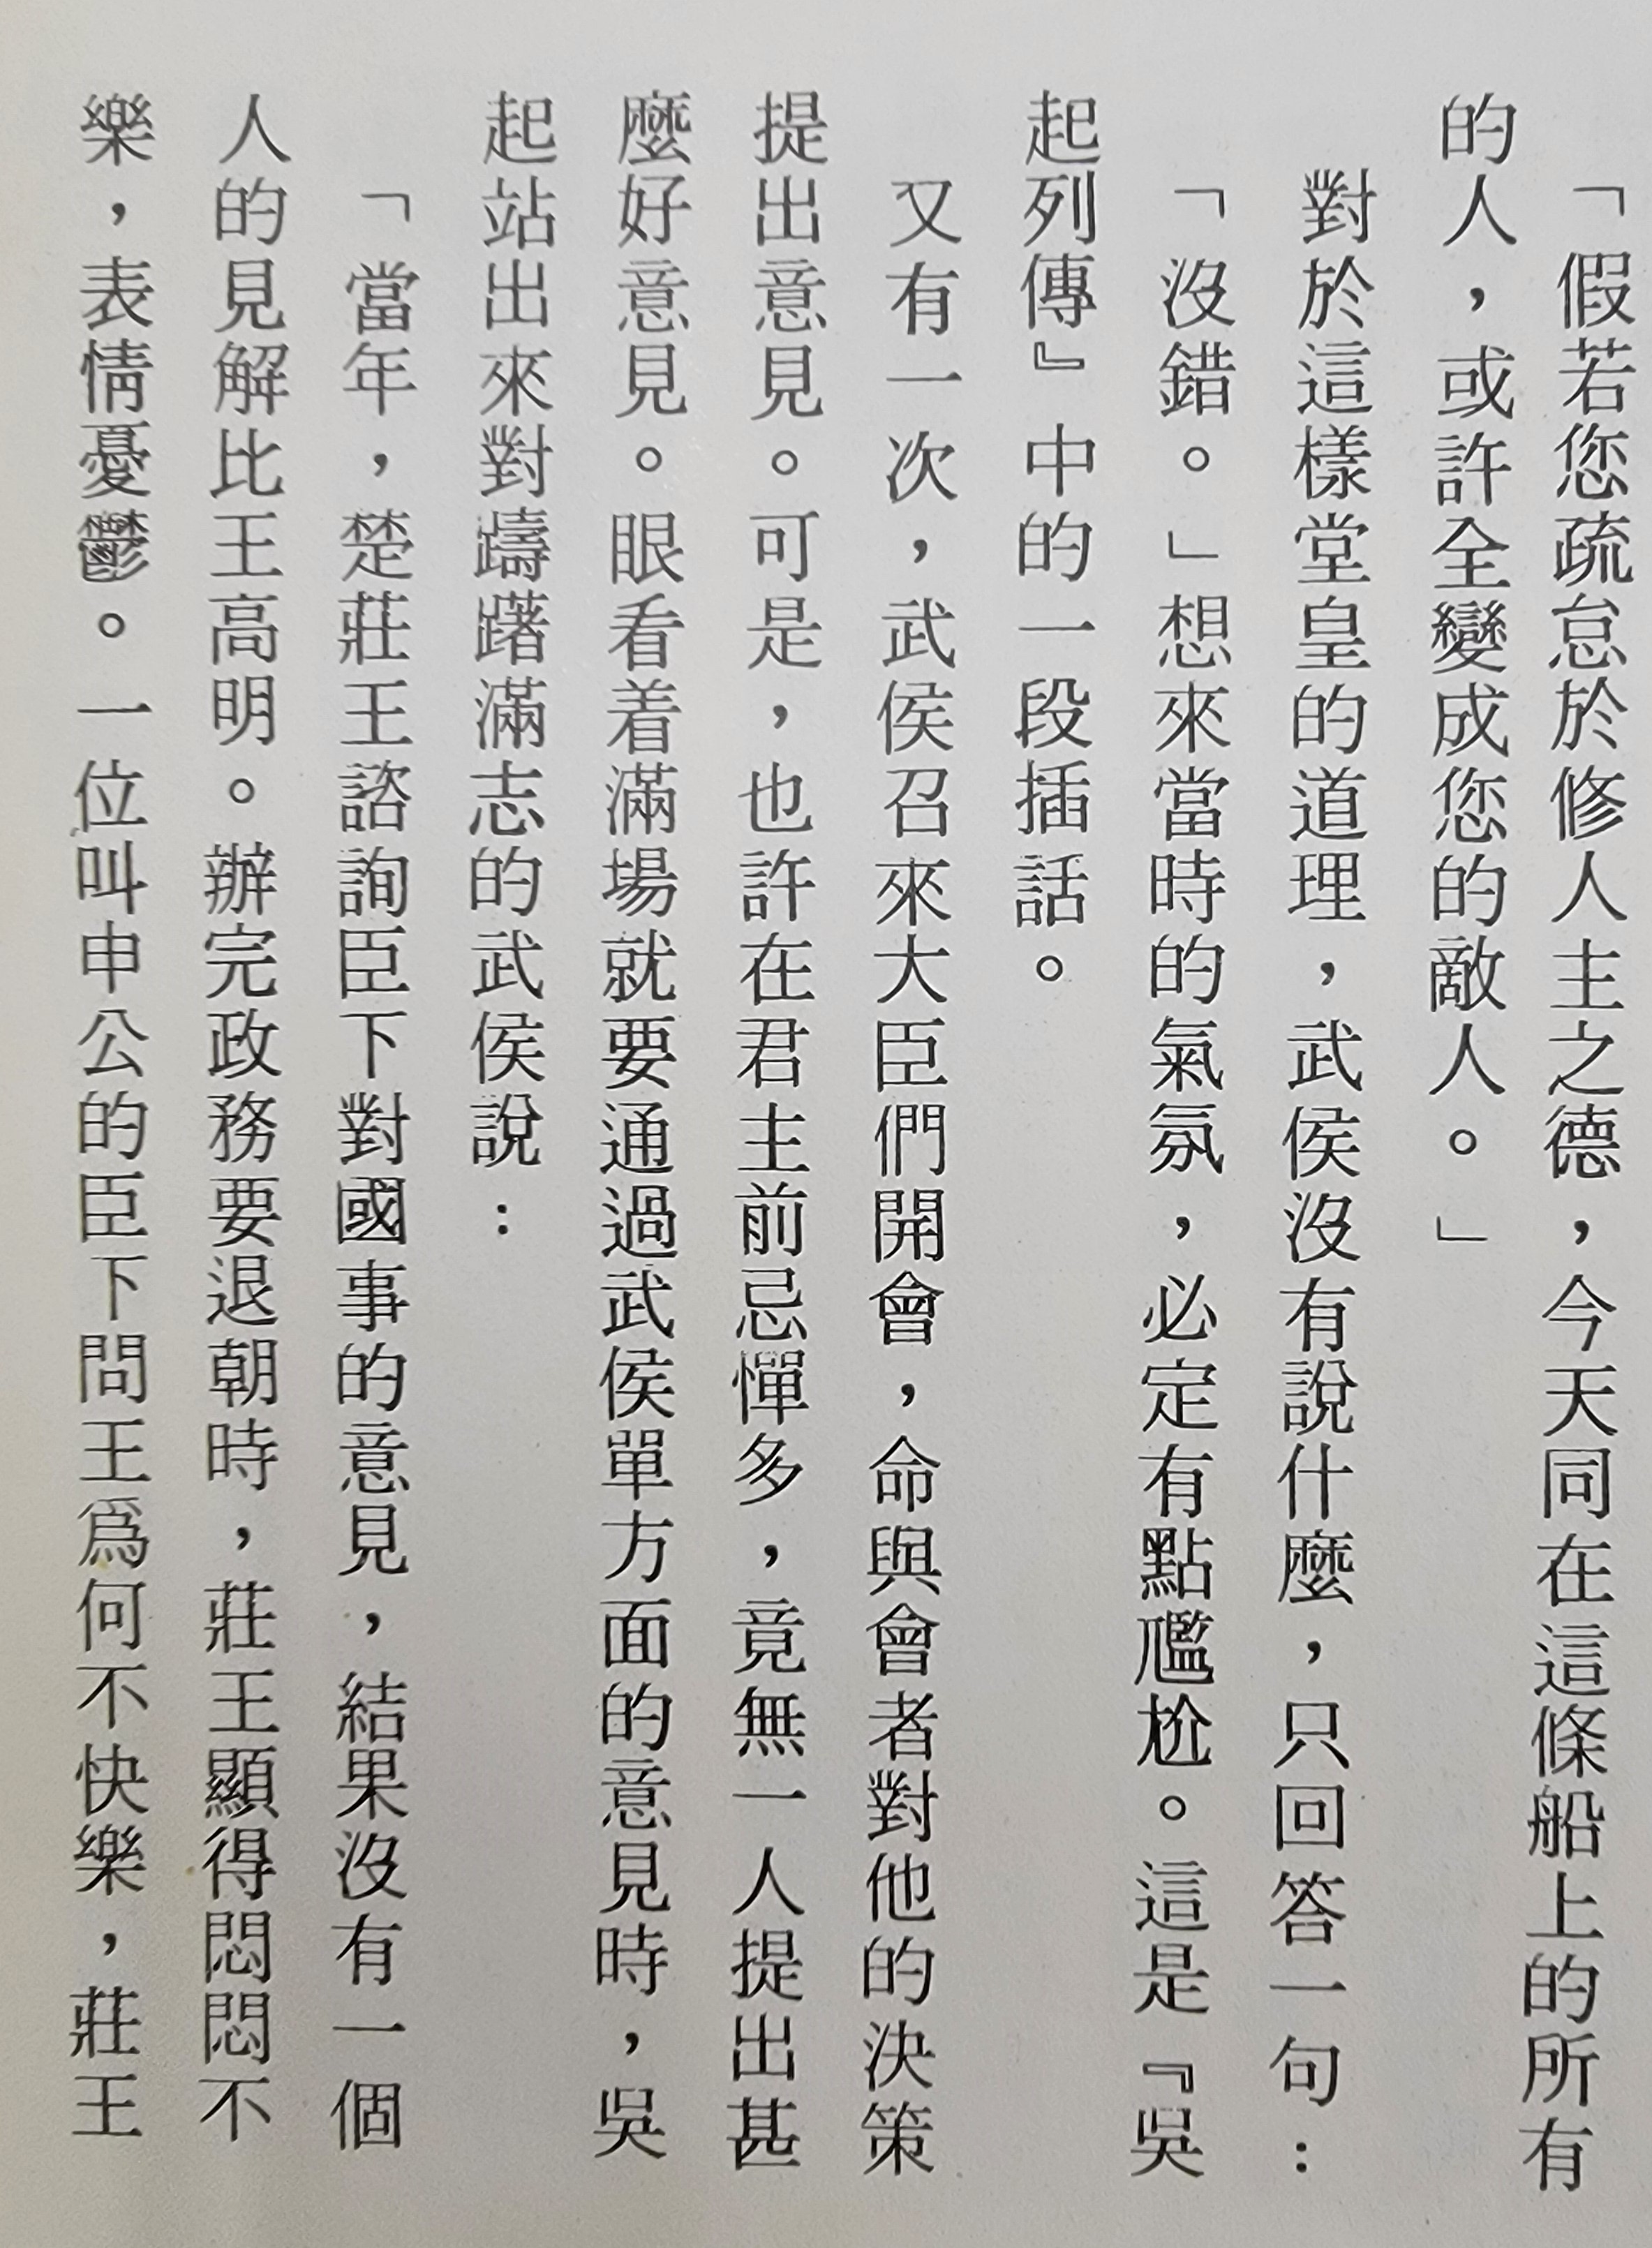 「假若您疏怠於修人主之德，今天同在這條船上的所有
的人，或許全變成您的敵人。」
對於這樣堂皇的道理，武侯沒有說什麼，只回答一句：
「沒錯。」想來當時的氣氛，必定有點尷尬。這是『吳
起列傳』中的一段插話。
又有一次，武侯召來大臣們開會，命與會者對他的決策
提出意見。可是，也許在君主前忌憚多，竟無一人提出甚
麼好意見。眼看着滿場就要通過武侯單方面的意見時，吳
起站出來對躊躇滿志的武侯說：
「當年，楚莊王諮詢臣下對國事的意見，結果沒有一個
人的見解比王高明。辦完政務要退朝時，莊王顯得悶悶不
樂，表情憂鬱。一位叫申公的臣下問王爲何不快樂，莊王